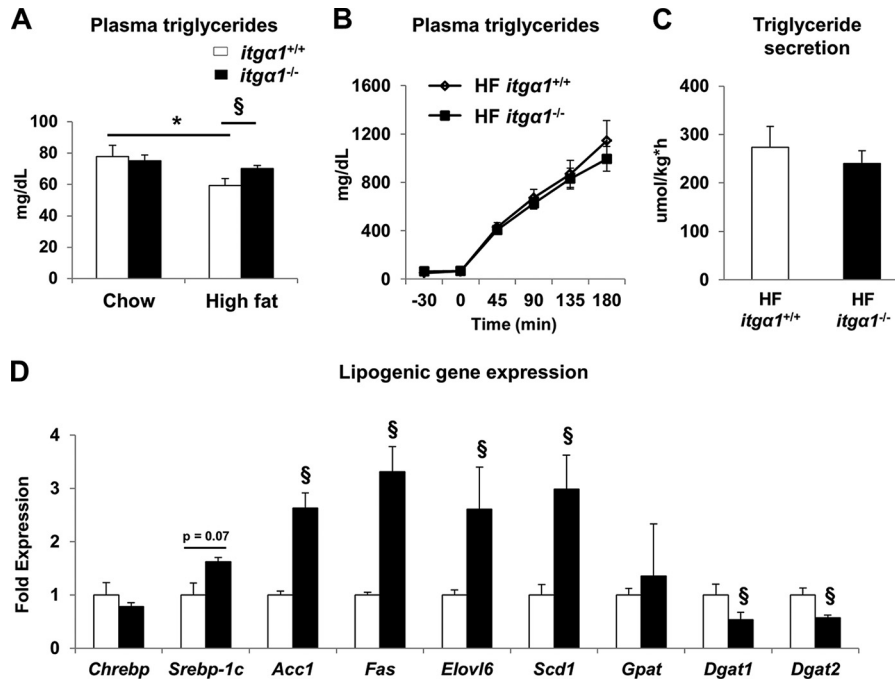 A
Plasma triglycerides
itgα1+/+
itgα1-/-
§
*
100
80
60
40
20
0
mg/dL
Chow High fat
B
Plasma triglycerides
HF itgα1+/+
HF itgα1-/-
1600
1200
800
400
0
mg/dL
-30 0 45 90 135 180
Time (min)
C
Triglyceride
secretion
400
300
200
100
0
umol/kg*h
HF HF
itgα1+/+ itgα1-/-
D
Lipogenic gene expression
4
3
2
1
0
Fold Expression
p = 0.07
§ § § § § §
Chrebp Srebp-1c Acc1 Fas Elovl6 Scd1 Gpat Dgat1 Dgat2